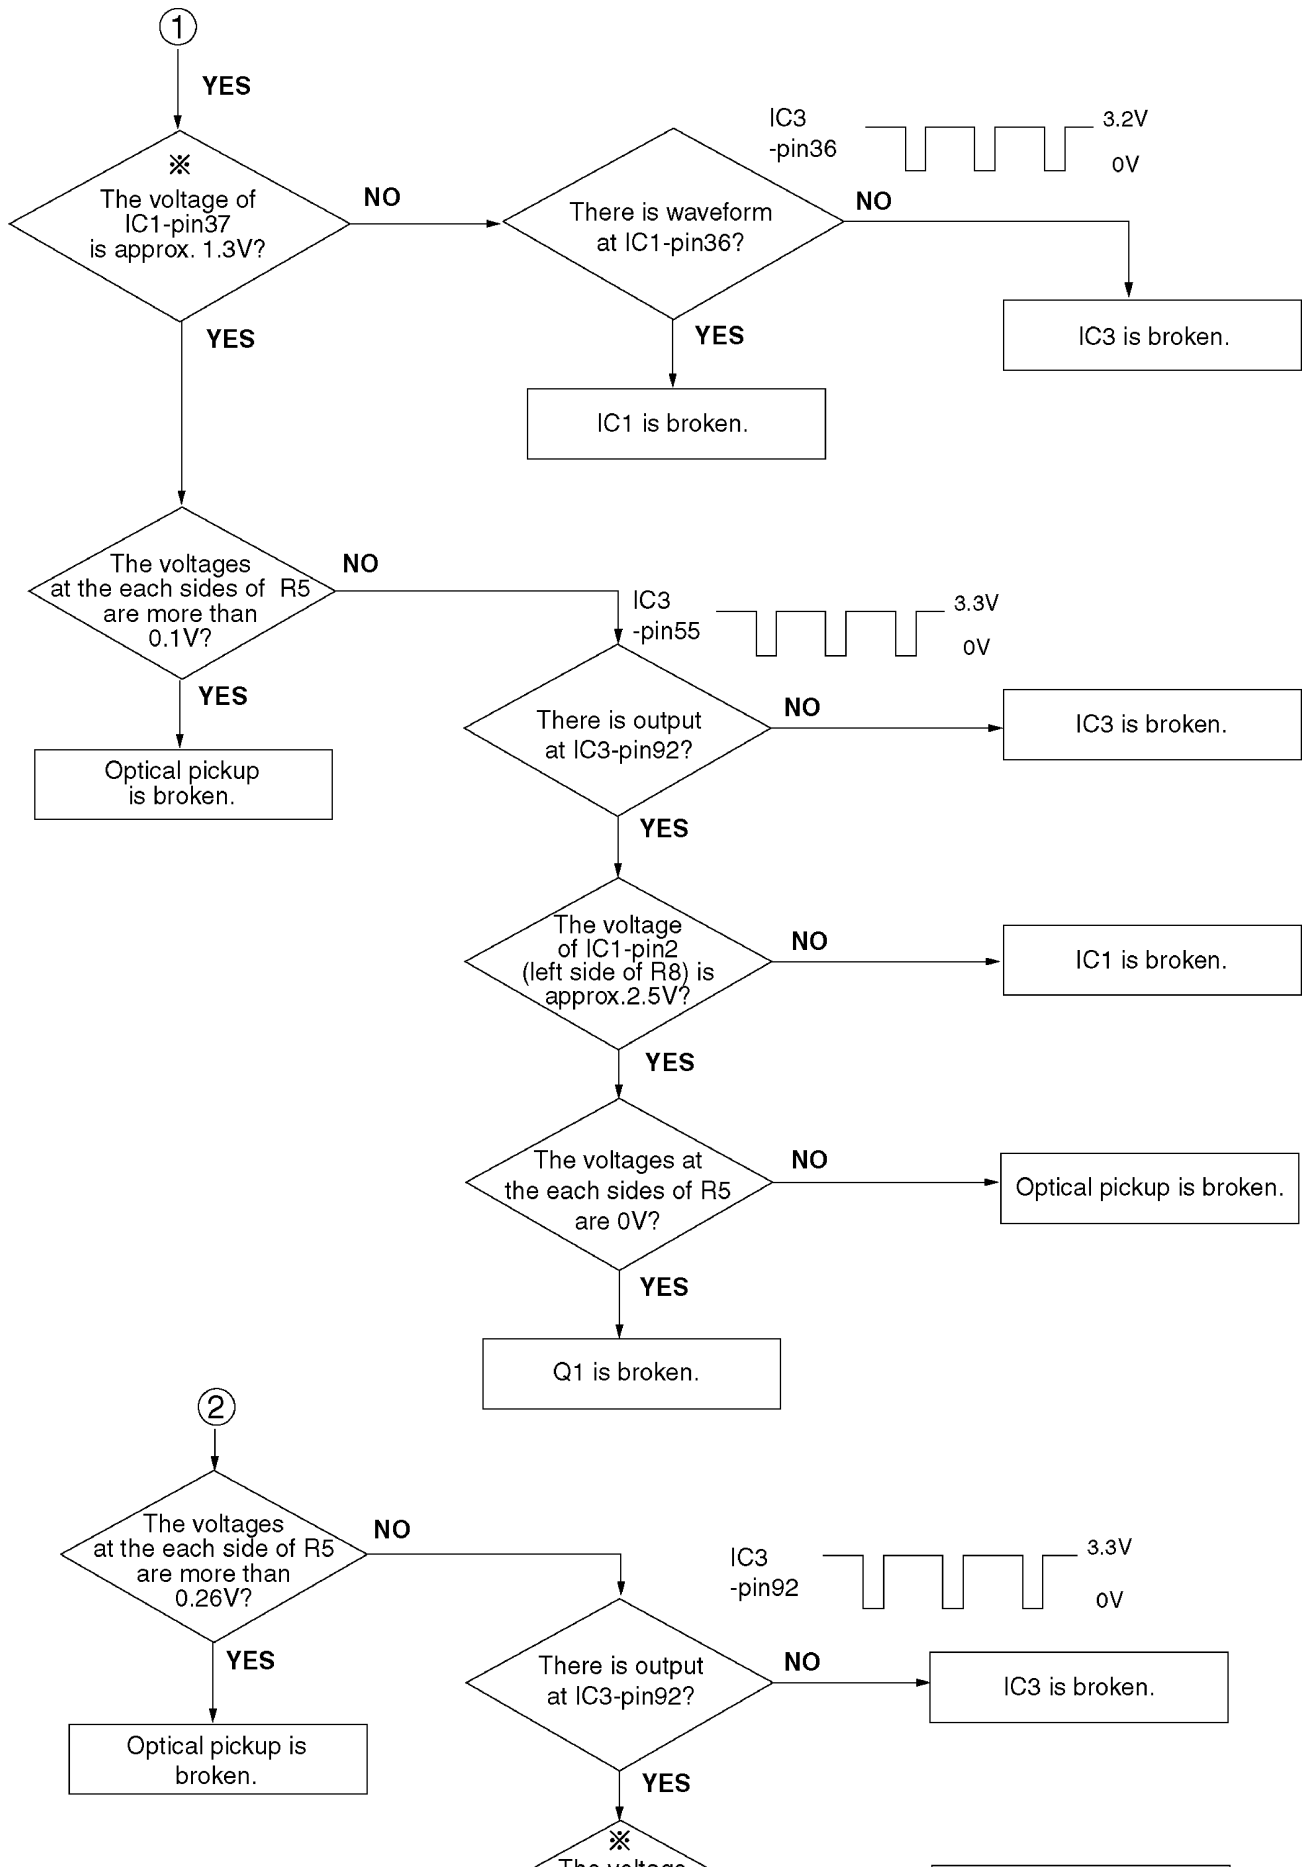 1
YES
※
The voltage of
IC1-pin37
is approx. 1.3V?
NO
There is waveform
at IC1-pin36?
IC3
-pin36
3.2V
0V
NO
IC3 is broken.
YES
IC1 is broken.
YES
The voltages
at the each sides of R5
are more than
0.1V?
NO
YES
Optical pickup
is broken.
IC3
-pin55
3.3V
0V
There is output
at IC3-pin92?
NO
IC3 is broken.
YES
The voltage
of IC1-pin2
(left side of R8) is
approx.2.5V?
NO
IC1 is broken.
YES
The voltages at
the each sides of R5
are 0V?
NO
Optical pickup is broken.
YES
Q1 is broken.
2
The voltages
at the each side of R5
are more than
0.26V?
NO
YES
Optical pickup is
broken.
IC3
-pin92
3.3V
0V
There is output
at IC3-pin92?
NO
IC3 is broken.
YES
※
The voltage